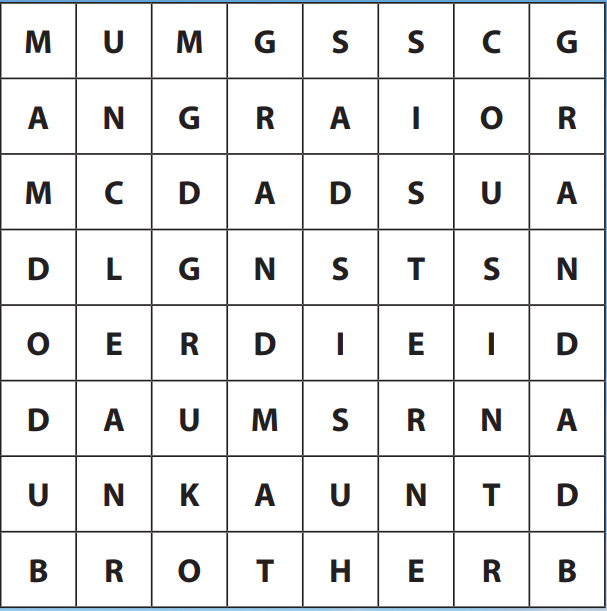 M U M G S S C G
A N G R A I O R
M C D A D S U A
D L G N S T S N
O E R D I E I D
D A U M S R N A
U N K A U N T D
B R O T H E R B